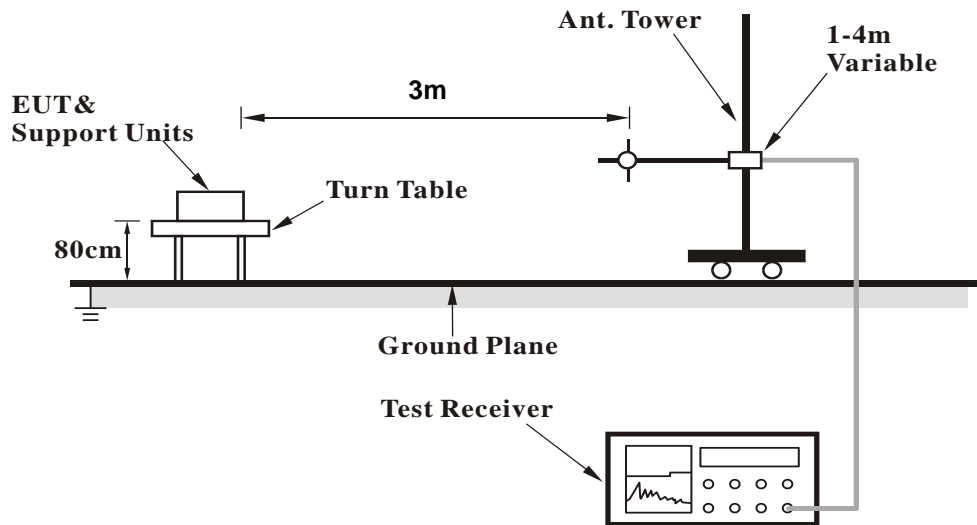 Ant. Tower
1-4m
Variable
3m
EUT&
Support Units
Turn Table
80cm
Ground Plane
Test Receiver